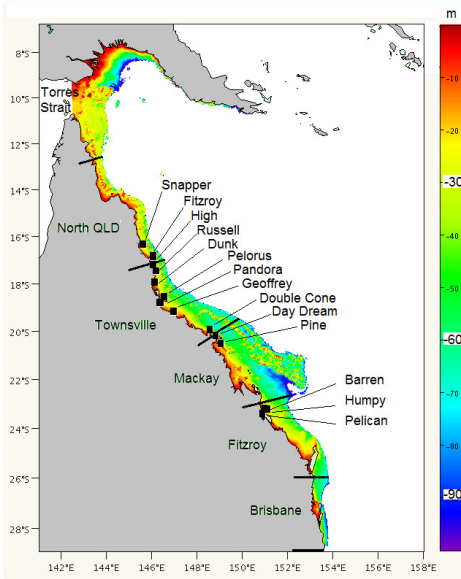 m
8°S
-10
Torres
10°S
Strait
-20
12°S
-30
14°S
Snapper
Fitzroy
High
-40
North QLD
Russell
16°S
Dunk
-50
Pelorus
18°S
Pandora
Geoffrey
Double Cone
-60
Townsville
Day Dream
20°S
Pine
-70
22°S
Mackay
Barren
Humpy
-80
24°S
Pelican
Fitzroy
26°S
-90
Brisbane
28°S
142°E 144°E 146°E 148°E 150°E 152°E 154°E 156°E 158°E